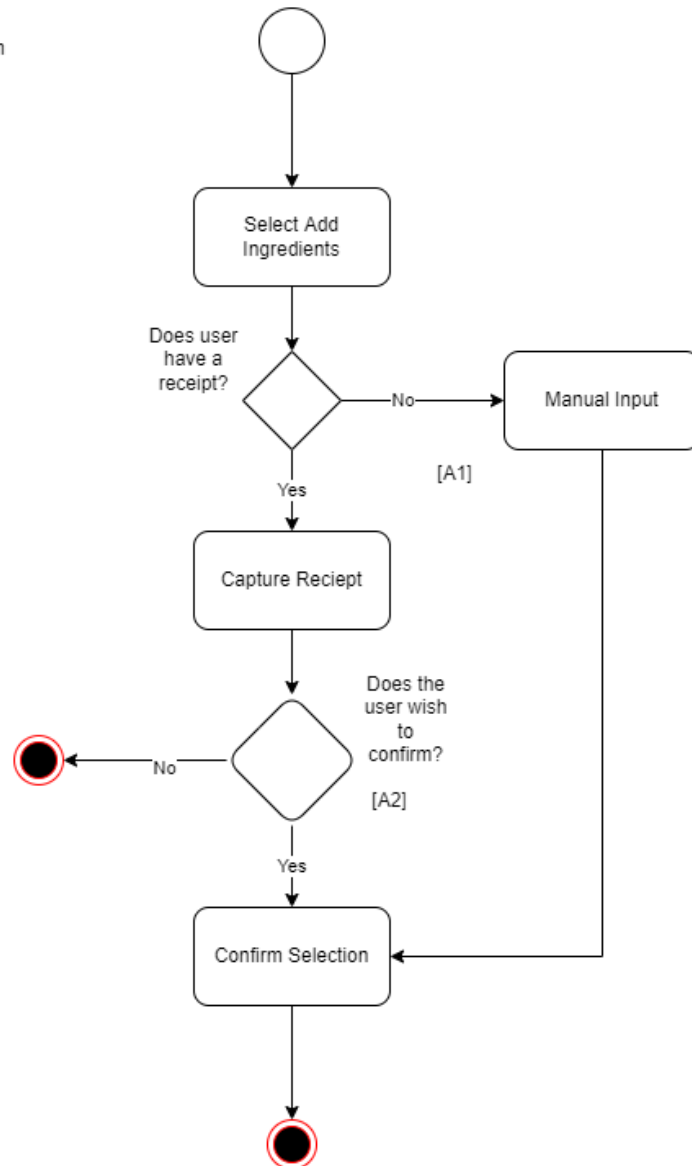 Select Add
Ingredients
Does user
have a
receipt?
No
Manual Input
[A1]
Yes
Capture Reciept
Does the
user wish
to
confirm?
No
[A2]
Yes
Confirm Selection